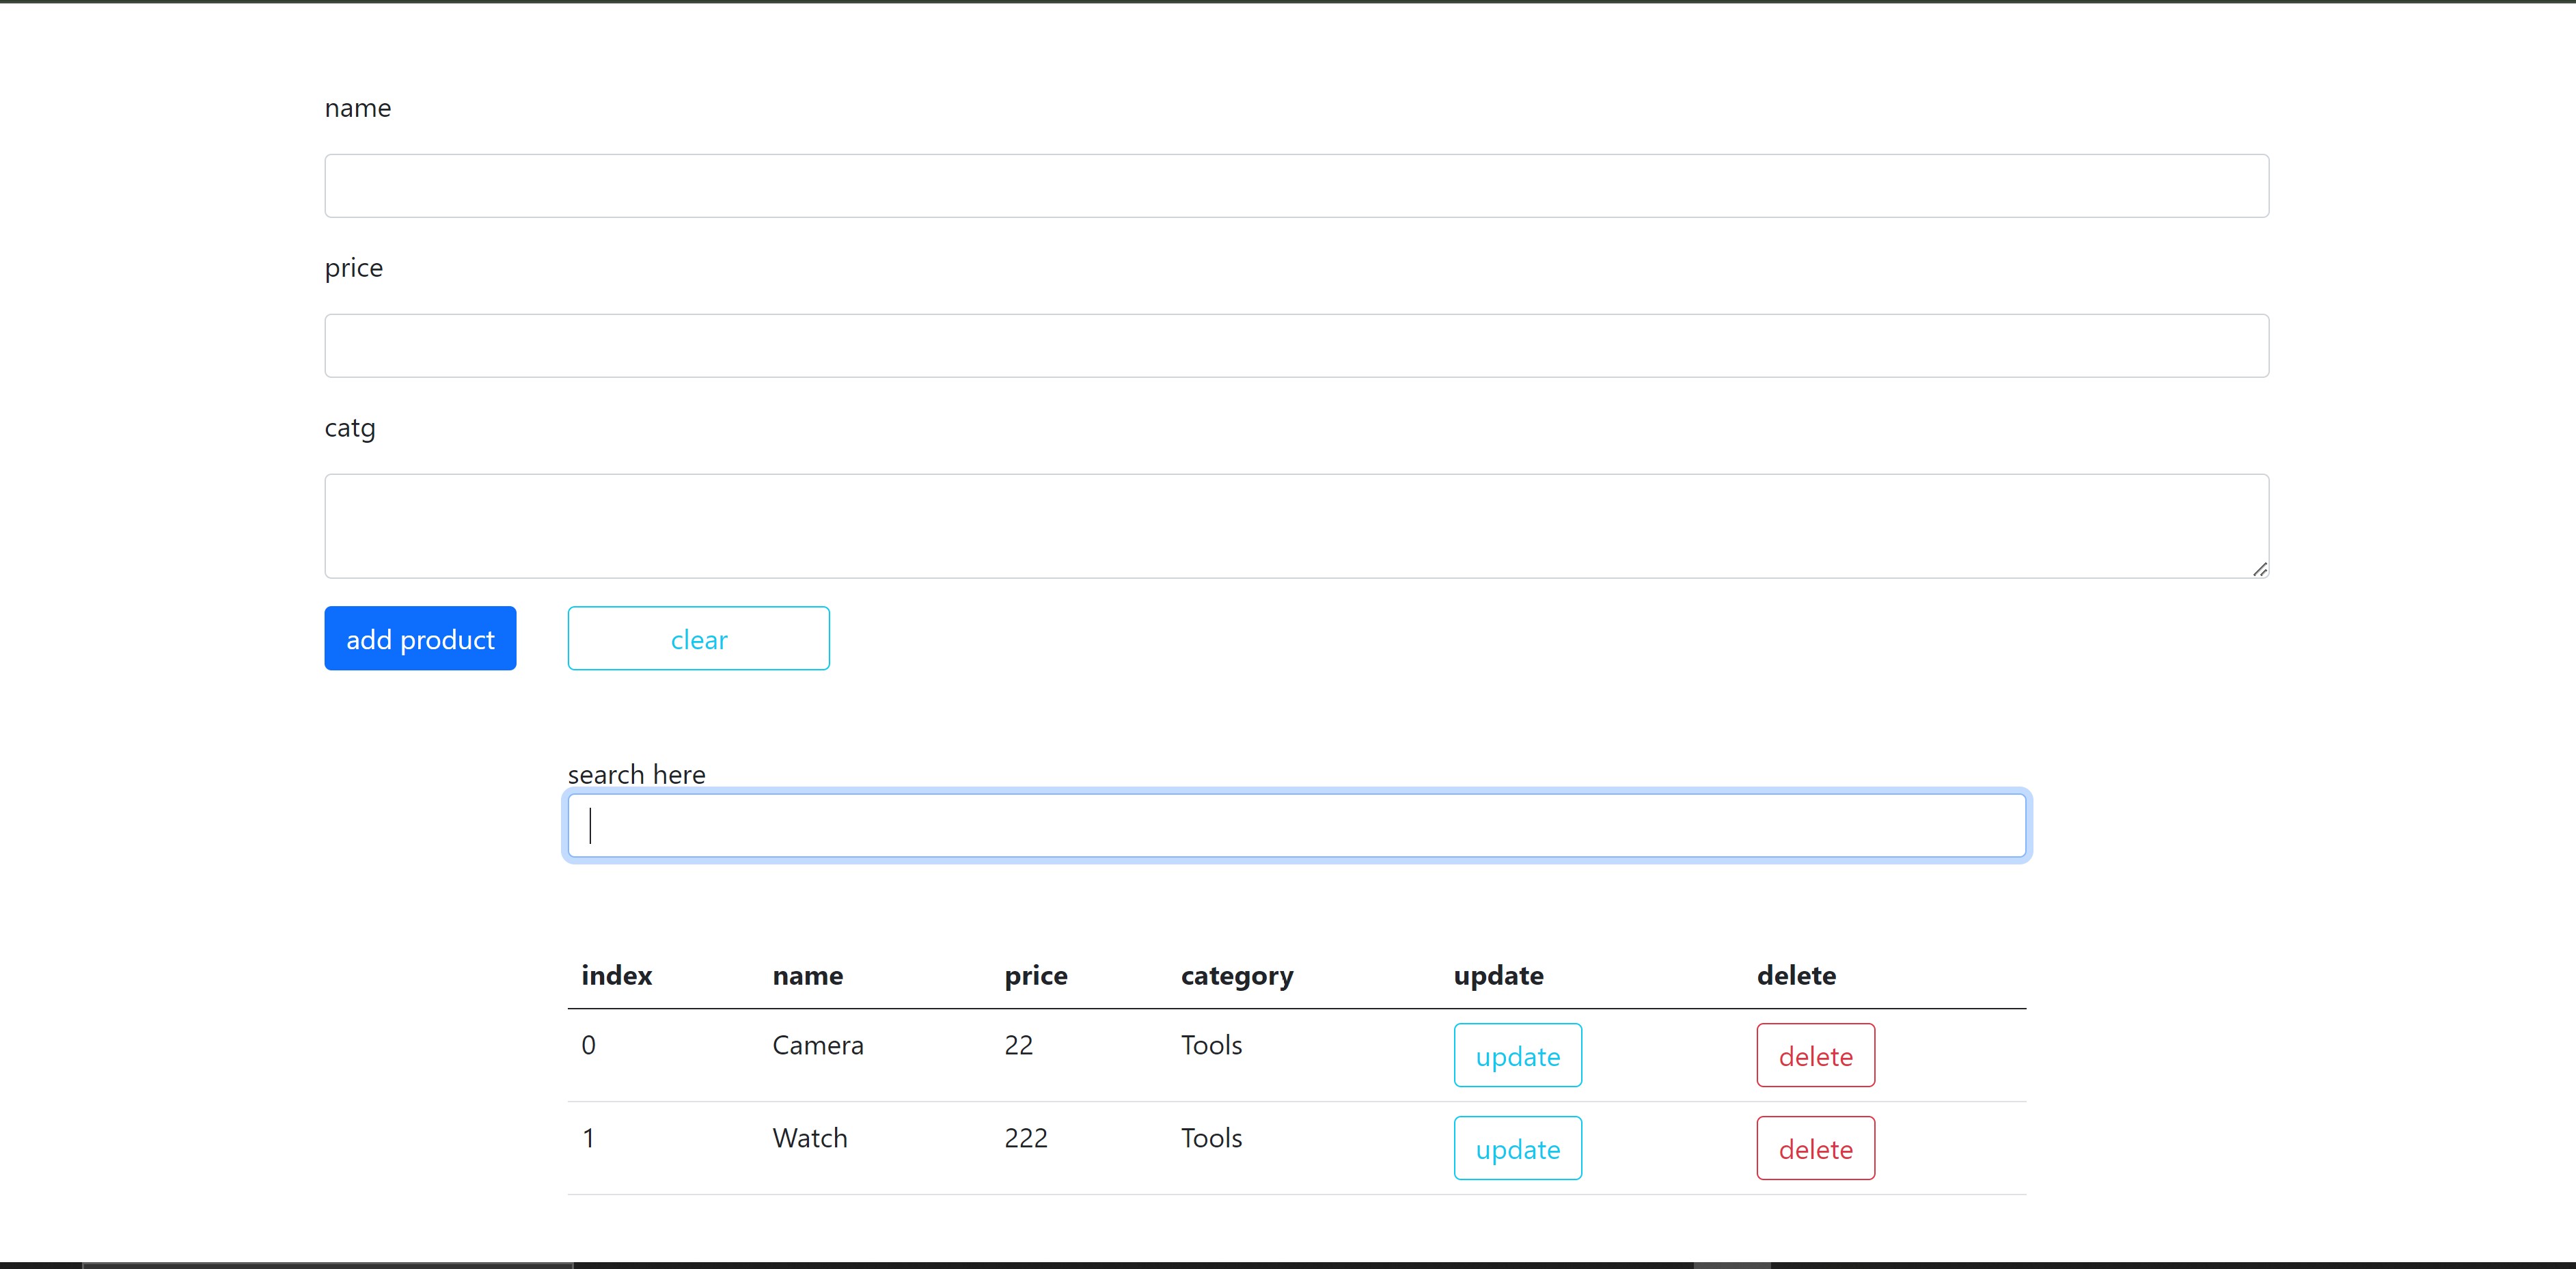 name
price
catg
add product clear
search here
index name price category update delete
0 Camera 22 Tools update delete
1 Watch 222 Tools update delete